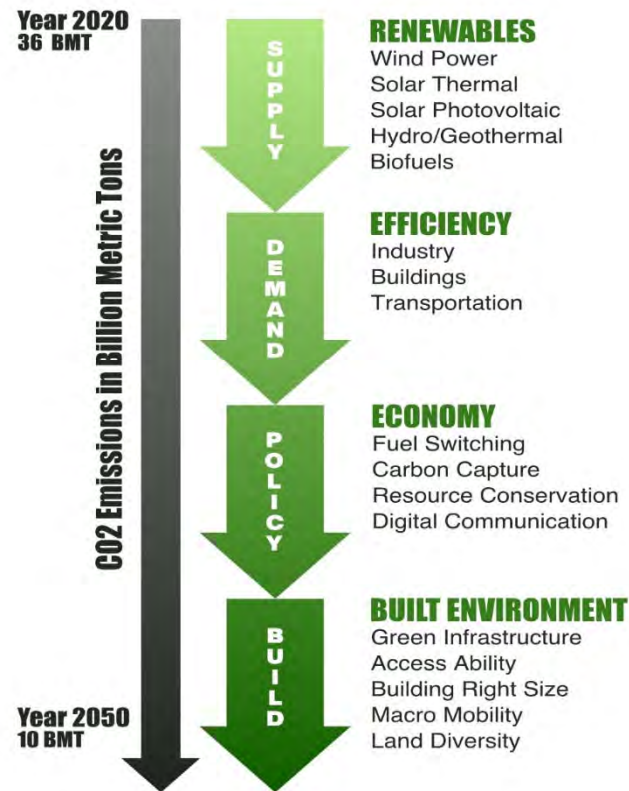 Year 2020
36 BMT
CO2 Emissions in Billion Metric Tons
Year 2050
10 BMT
SUPPLY
RENEWABLES
Wind Power
Solar Thermal
Solar Photovoltaic
Hydro/Geothermal
Biofuels
DEMAND
EFFICIENCY
Industry
Buildings
Transportation
POLICY
ECONOMY
Fuel Switching
Carbon Capture
Resource Conservation
Digital Communication
BUILD
BUILT ENVIRONMENT
Green Infrastructure
Access Ability
Building Right Size
Macro Mobility
Land Diversity